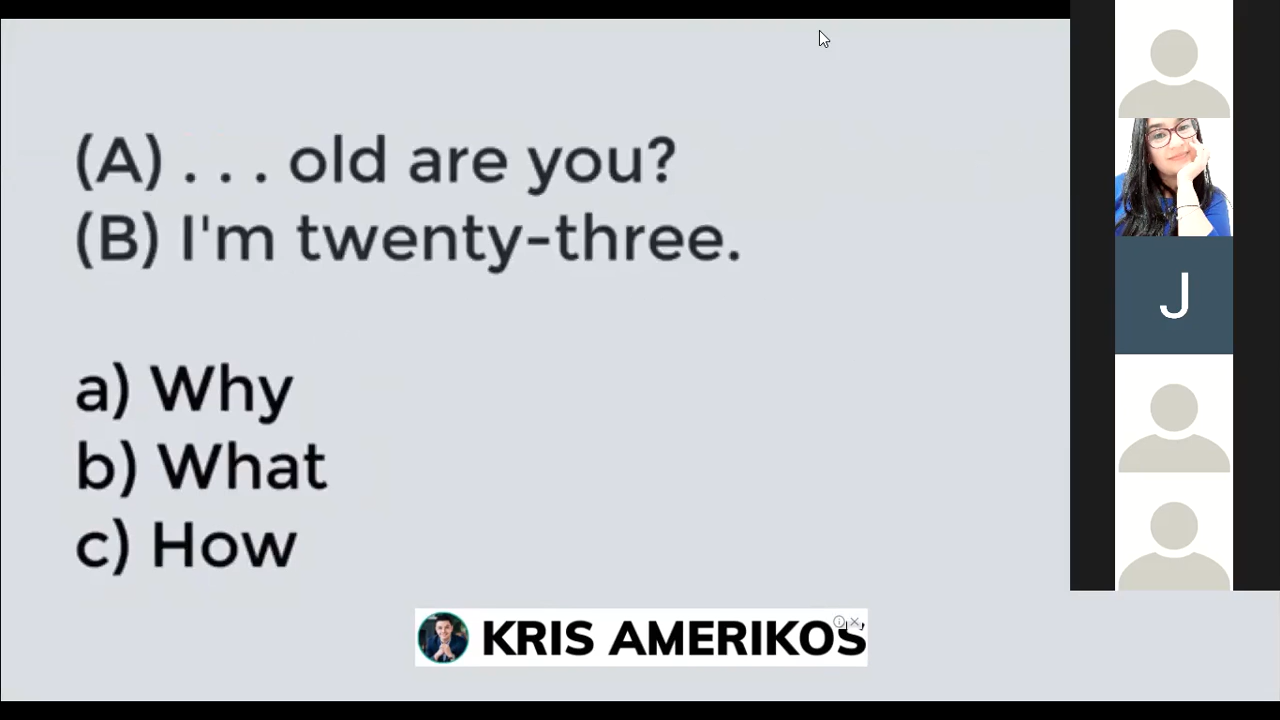 (A) . . . old are you?
(B) I'm twenty-three.
a) Why
b) What
c) How
J
KRIS AMERIKOS